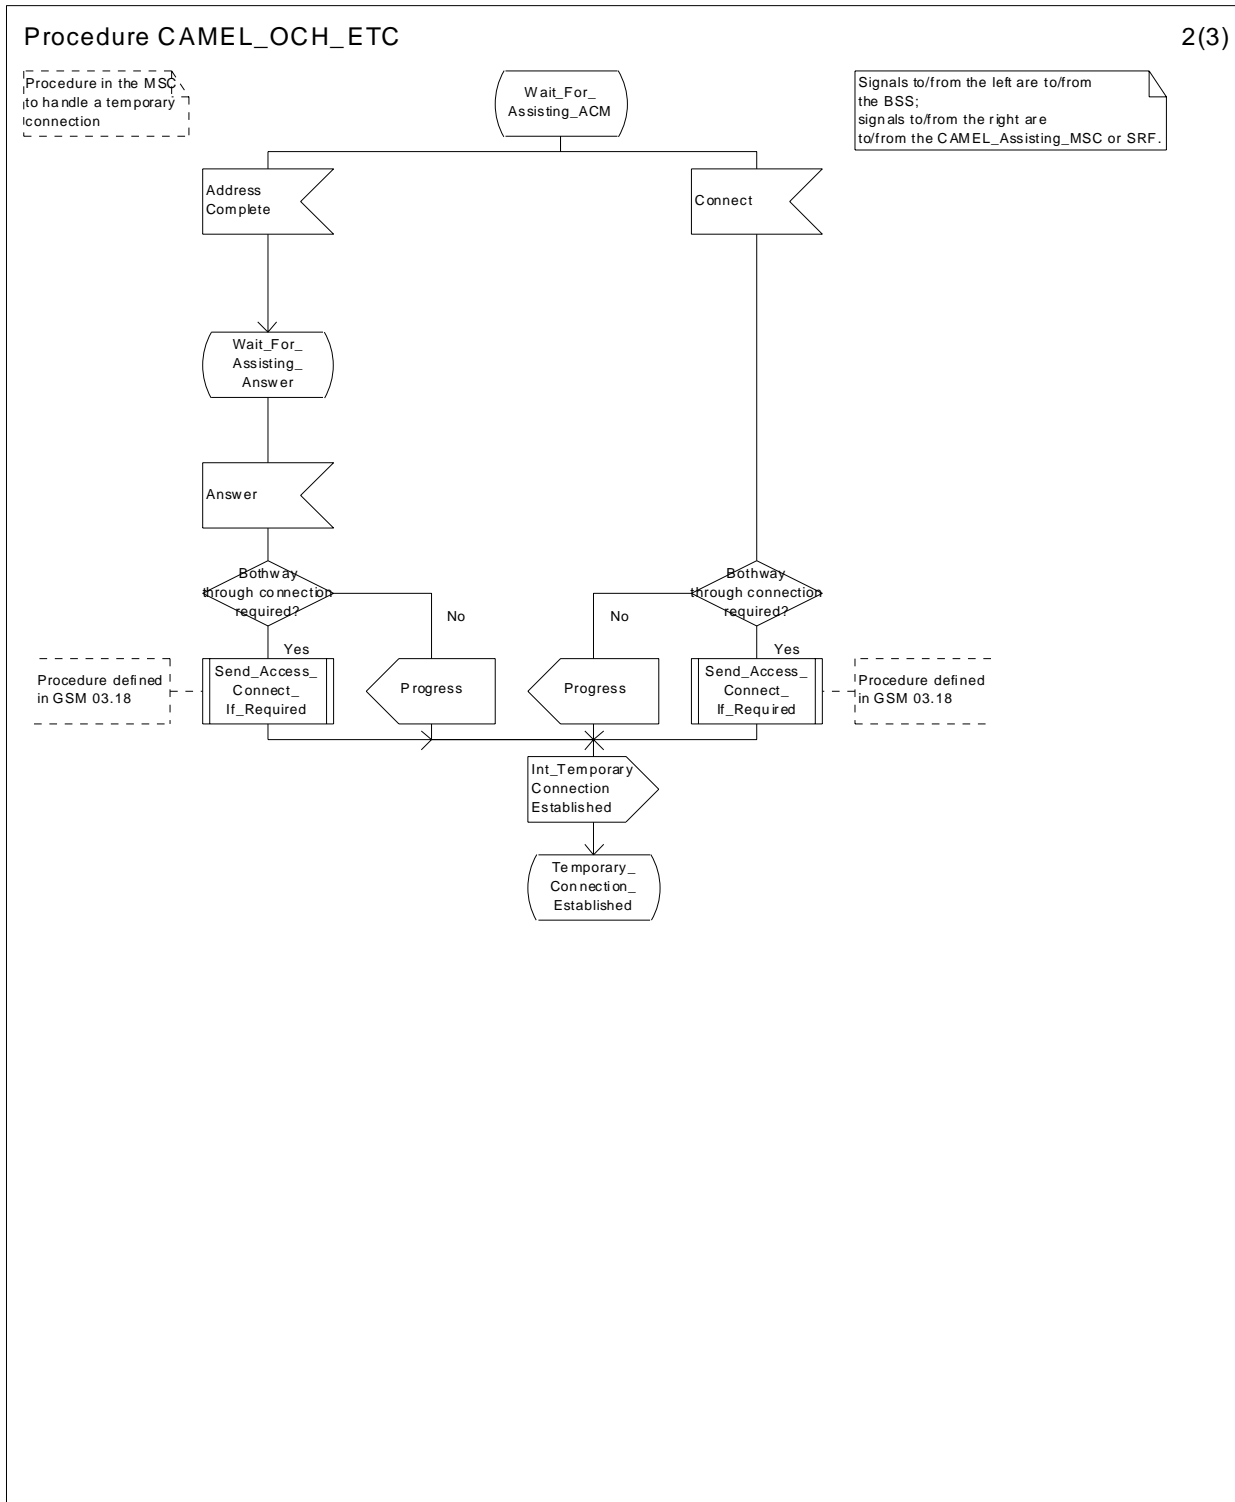 Procedure CAMEL_OCH_ETC
2(3)
Procedure in the MSC
to handle a temporary
connection
Wait_For_
Assisting_ACM
Signals to/from the left are to/from
the BSS;
signals to/from the right are
to/from the CAMEL_Assisting_MSC or SRF.
Address
Complete
Connect
Wait_For_
Assisting_
Answer
Answer
Bothway
through connection
required?
No
Yes
Bothway
through connection
required?
No
Yes
Procedure defined
in GSM 03.18
Send_Access_
Connect_
If_Required
Progress
Progress
Send_Access_
Connect_
If_Required
Procedure defined
in GSM 03.18
Int_Temporary
Connection
Established
Temporary_
Connection_
Established